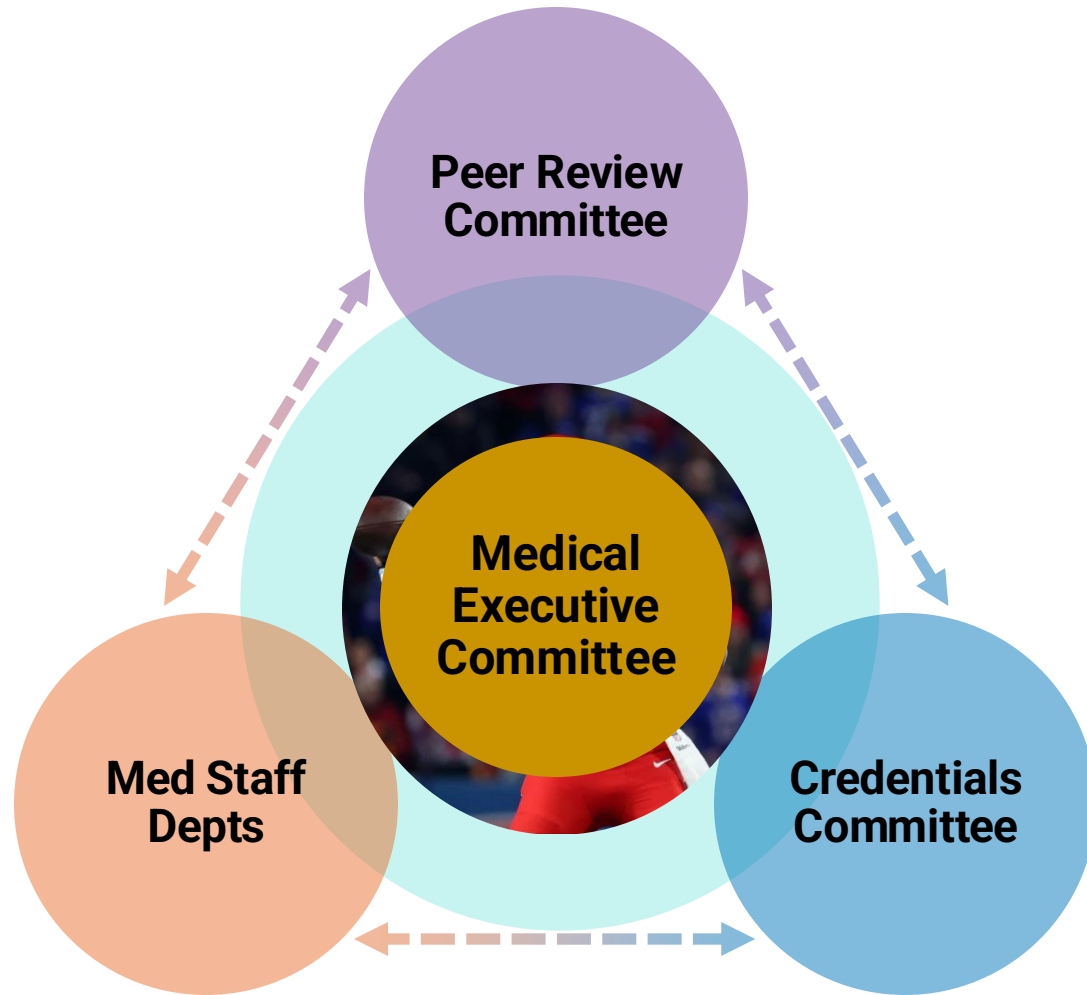 Peer Review
Committee
Medical
Executive
Committee
Med Staff
Depts
Credentials
Committee